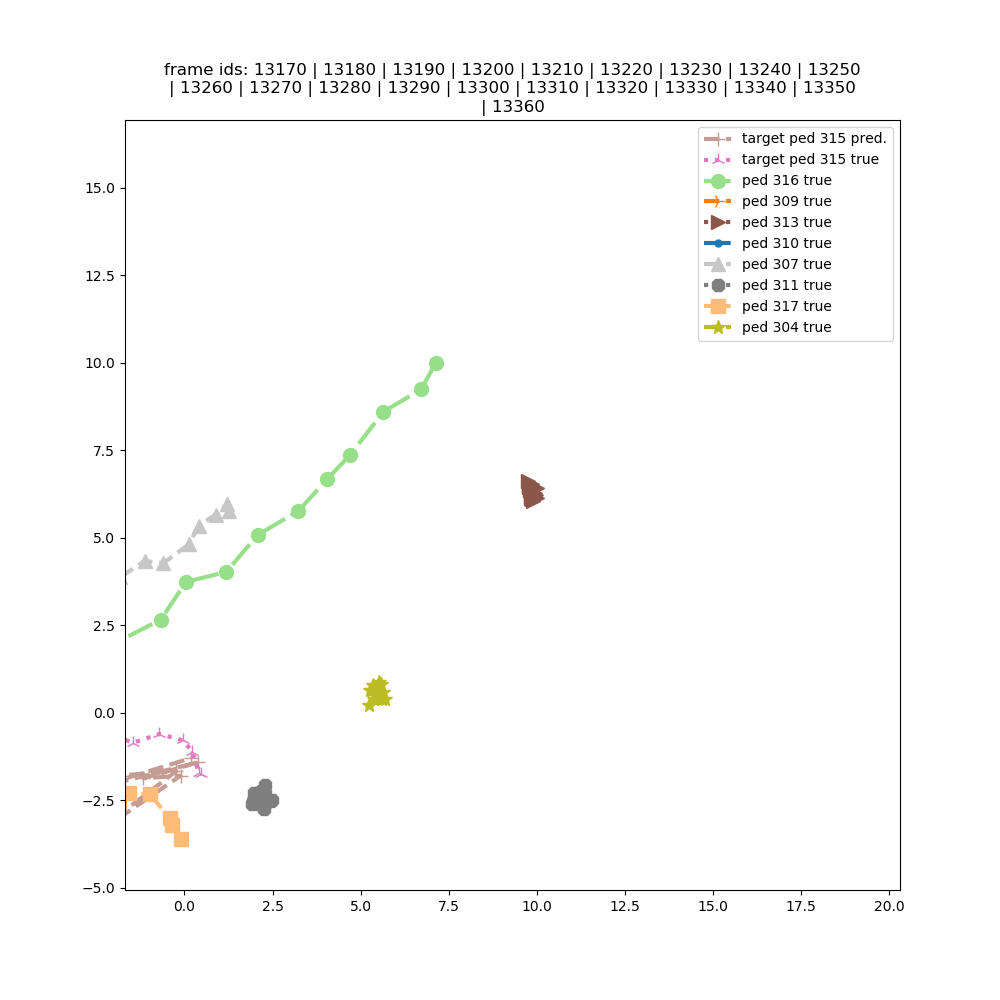 frame ids: 13170 | 13180 | 13190 | 13200 | 13210 | 13220 | 13230 | 13240 | 13250
| 13260 | 13270 | 13280 | 13290 | 13300 | 13310 | 13320 | 13330 | 13340 | 13350
| 13360
target ped 315 pred.
target ped 315 true
ped 316 true
ped 309 true
ped 313 true
ped 310 true
ped 307 true
ped 311 true
ped 317 true
ped 304 true
15.0
12.5
10.0
7.5
5.0
2.5
0.0
−2.5
−5.0
0.0 2.5 5.0 7.5 10.0 12.5 15.0 17.5 20.0